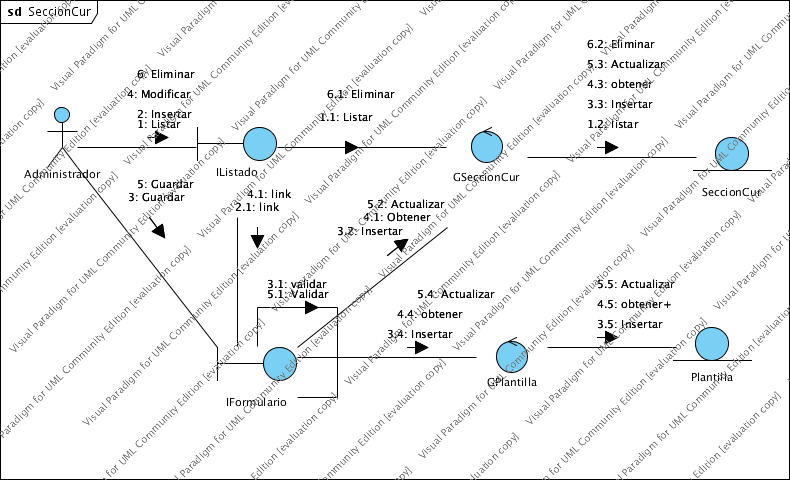 sd SeccionCur
6: Eliminar
4: Modificar
2: Insertar
1: Listar
6.1: Eliminar
1.1: Listar
6.2: Eliminar
5.3: Actualizar
4.3: obtener
3.3: Insertar
1.2: listar
Administrador
IListado
GSeccionCur
SeccionCur
5: Guardar
3: Guardar
4.1: link
2.1: link
5.2: Actualizar
4.1: Obtener
3.2: Insertar
3.1: validar
5.1: Validar
5.4: Actualizar
4.4: obtener
3.4: Insertar
5.5: Actualizar
4.5: obtener+
3.5: Insertar
IFormulario
GPlantilla
Plantilla
Visual Paradigm for UML Community Edition [evaluation copy]